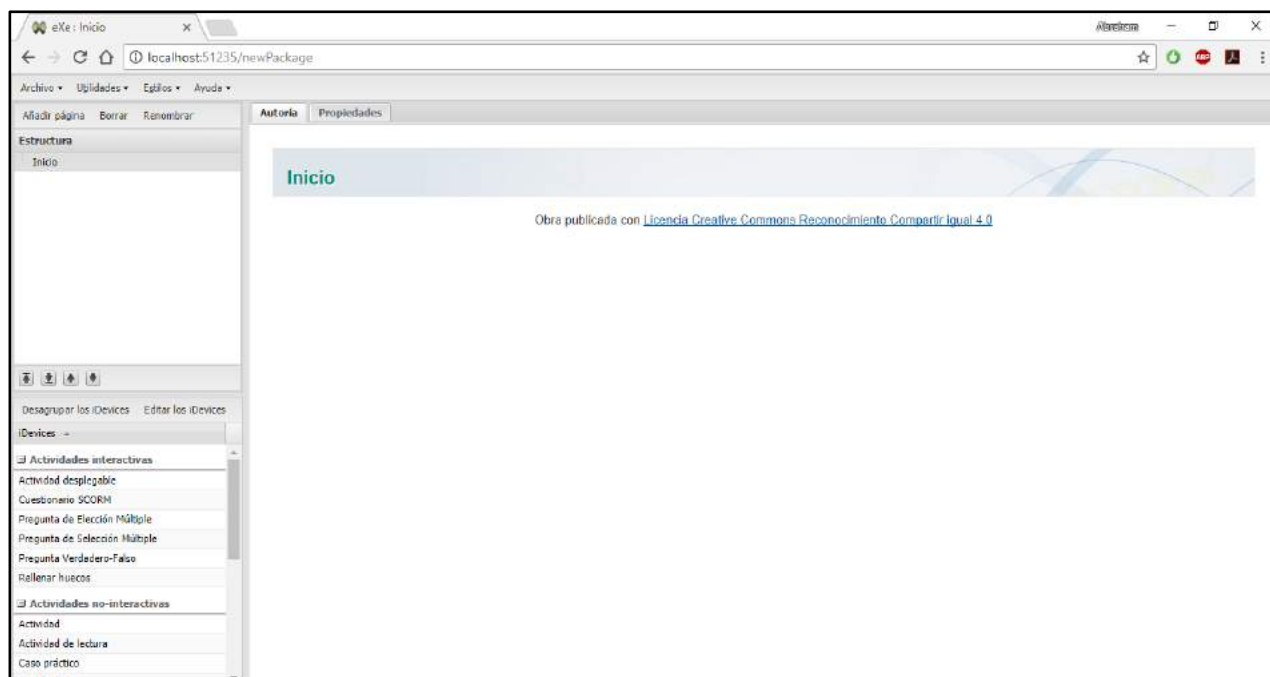 eXe : Inicio
localhost:51235/newPackage
Archivo Utilidades Estilos Ayuda
Añadir página Borrar Renombrar
Autoría Propiedades
Estructura
Inicio
Inicio
Obra publicada con Licencia Creative Commons Reconocimiento Compartir igual 4.0
Desagrupar los iDevices Editar los iDevices
iDevices
Actividades interactivas
Actividad desplegable
Cuestionario SCORM
Pregunta de Elección Múltiple
Pregunta de Selección Múltiple
Pregunta Verdadero-Falso
Rellenar huecos
Actividades no-interactivas
Actividad
Actividad de lectura
Caso práctico